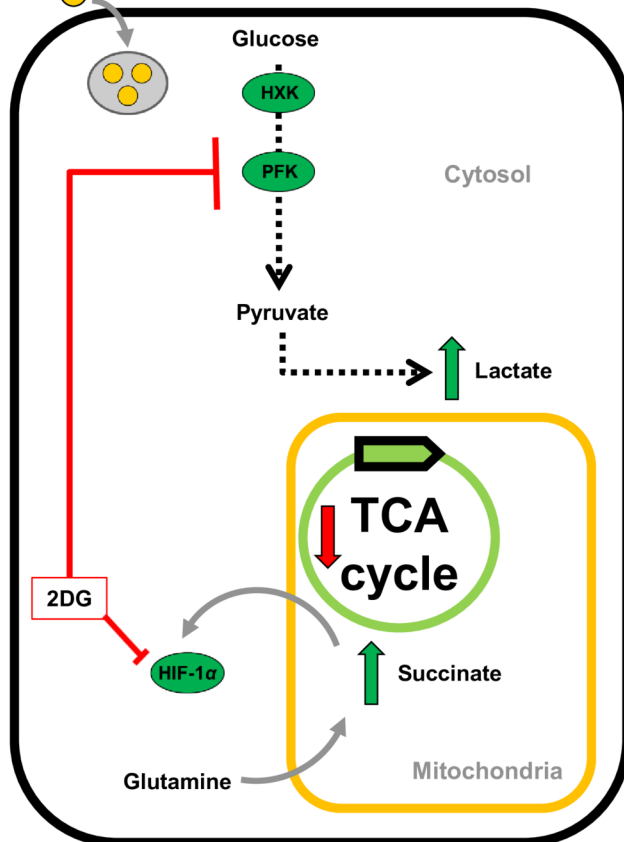 Glucose
HXK
PFK
Cytosol
Pyruvate
Lactate
TCA
cycle
2DG
HIF-1α
Succinate
Glutamine
Mitochondria